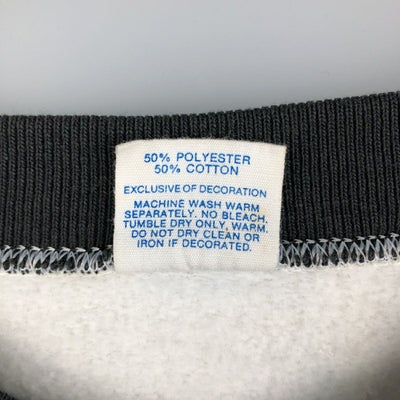 50% POLYESTER
50% COTTON
EXCLUSIVE OF DECORATION
MACHINE WASH WARM
SEPARATELY. NO BLEACH.
TUMBLE DRY ONLY, WARM.
DO NOT DRY CLEAN OR
IRON IF DECORATED.